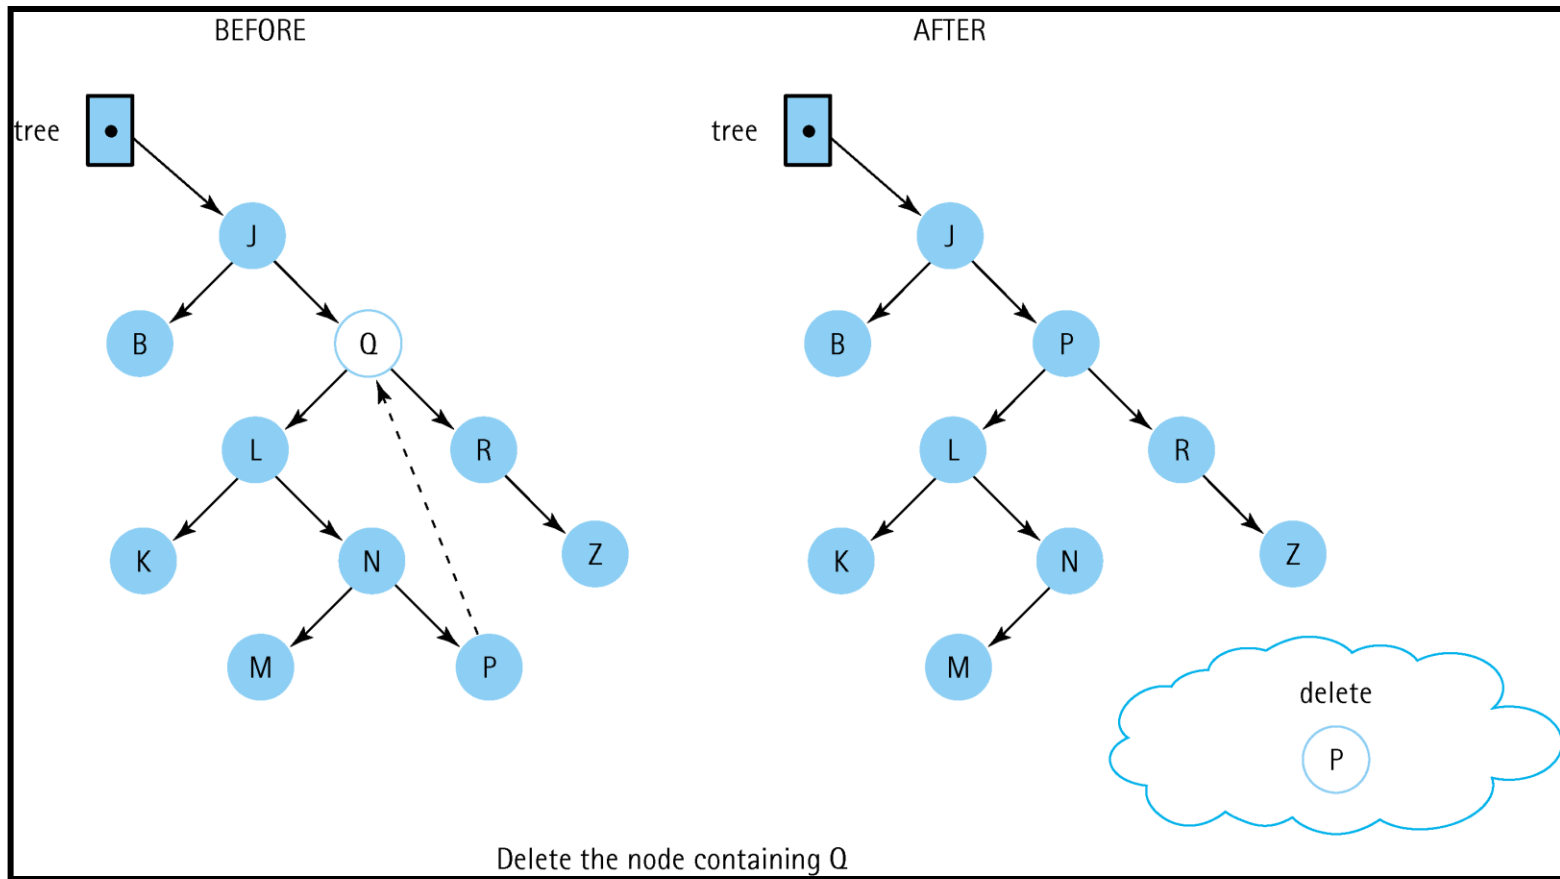 BEFORE
AFTER
tree
tree
J
J
B
Q
B
P
L
R
L
R
K
N
Z
K
N
Z
M
P
M
delete
P
Delete the node containing Q